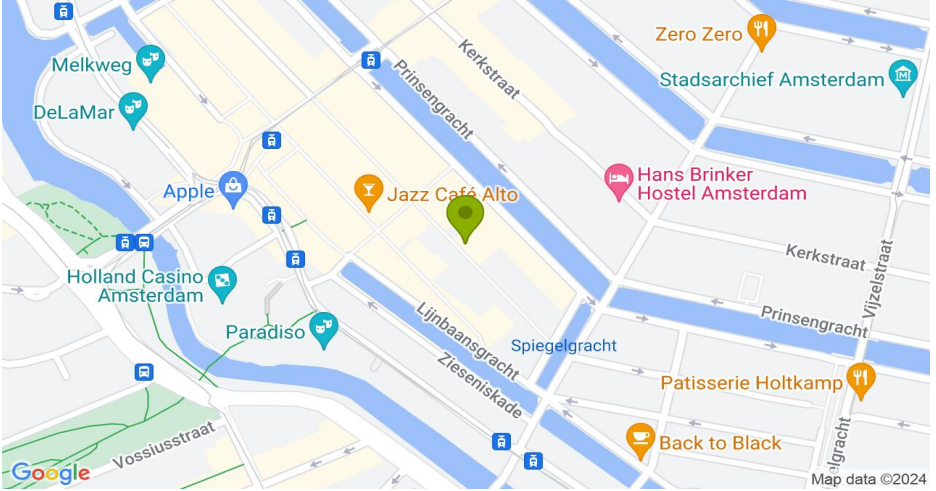 Zero Zero
Kerkstraat
Melkweg
Prinsengracht
Stadsarchief Amsterdam
DeLaMar
Hans Brinker
Hostel Amsterdam
Apple
Jazz Café Alto
Kerkstraat
Vijzelstraat
Holland Casino
Amsterdam
Lijnbaansgracht
Prinsengracht
Paradiso
Spiegelgracht
Zieseniskade
Patisserie Holtkamp
Vossiusstraat
Back to Black
elgracht
Google
Map data ©2024